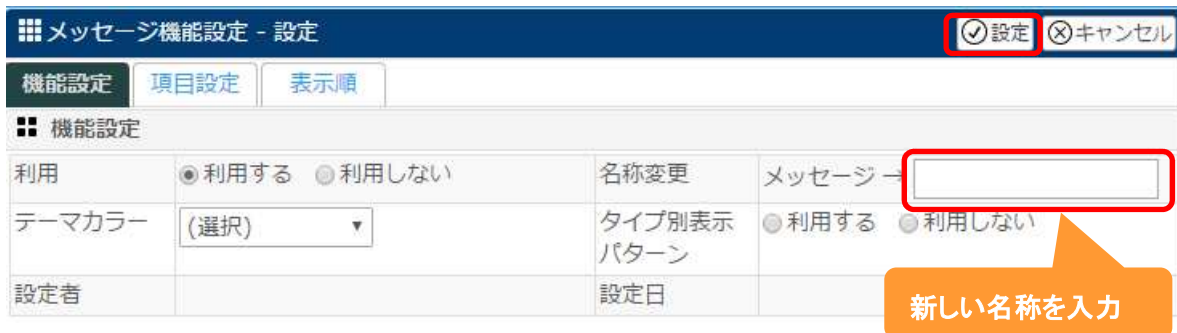 メッセージ機能設定 - 設定 設定 キャンセル
機能設定 項目設定 表示順
機能設定
利用 利用する 利用しない 名称変更 メッセージ →
テーマカラー (選択) タイプ別表示パターン 利用する 利用しない
設定者 設定日
新しい名称を入力